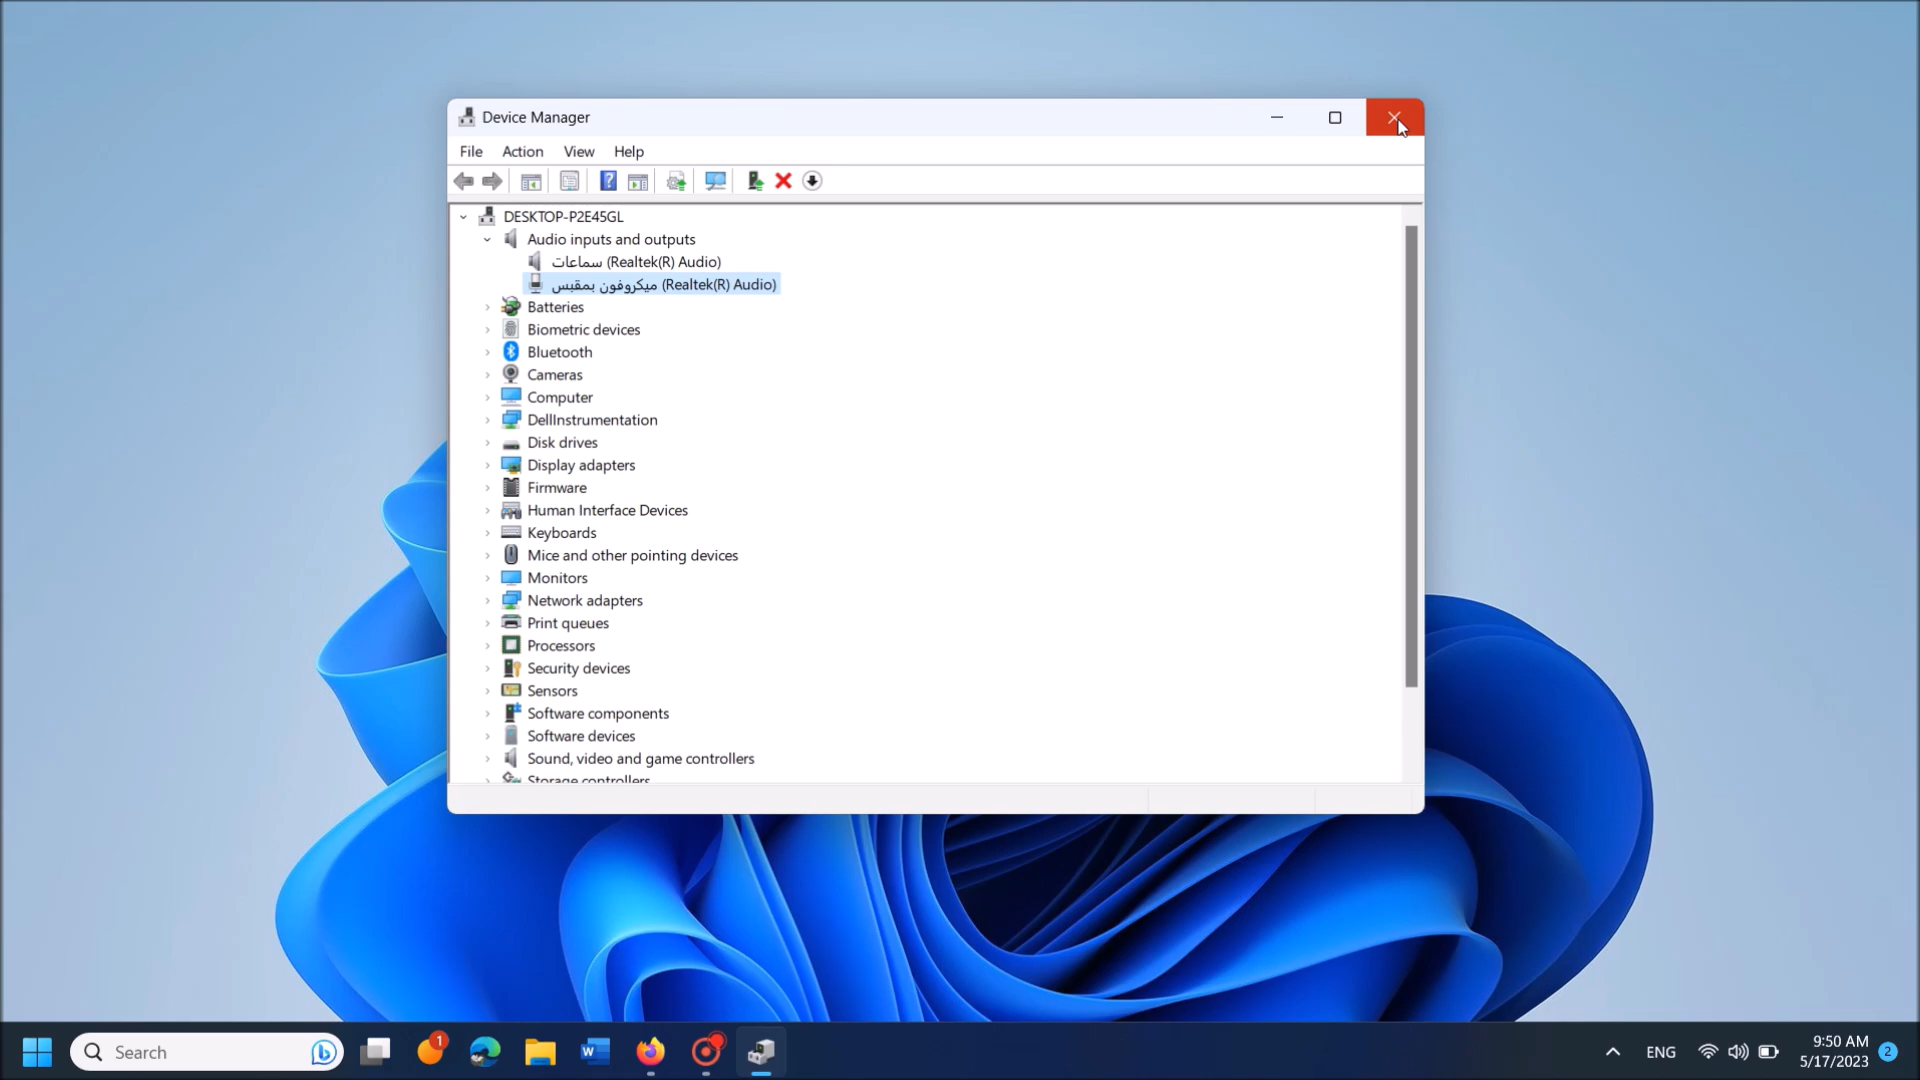 Device Manager
File Action View Help
DESKTOP-P2E45GL
Audio inputs and outputs
سماعات (Realtek(R) Audio)
ميكروفون بمقبس (Realtek(R) Audio)
Batteries
Biometric devices
Bluetooth
Cameras
Computer
DellInstrumentation
Disk drives
Display adapters
Firmware
Human Interface Devices
Keyboards
Mice and other pointing devices
Monitors
Network adapters
Print queues
Processors
Security devices
Sensors
Software components
Software devices
Sound, video and game controllers
Storage controllers
Search
1
ENG
9:50 AM
5/17/2023
2